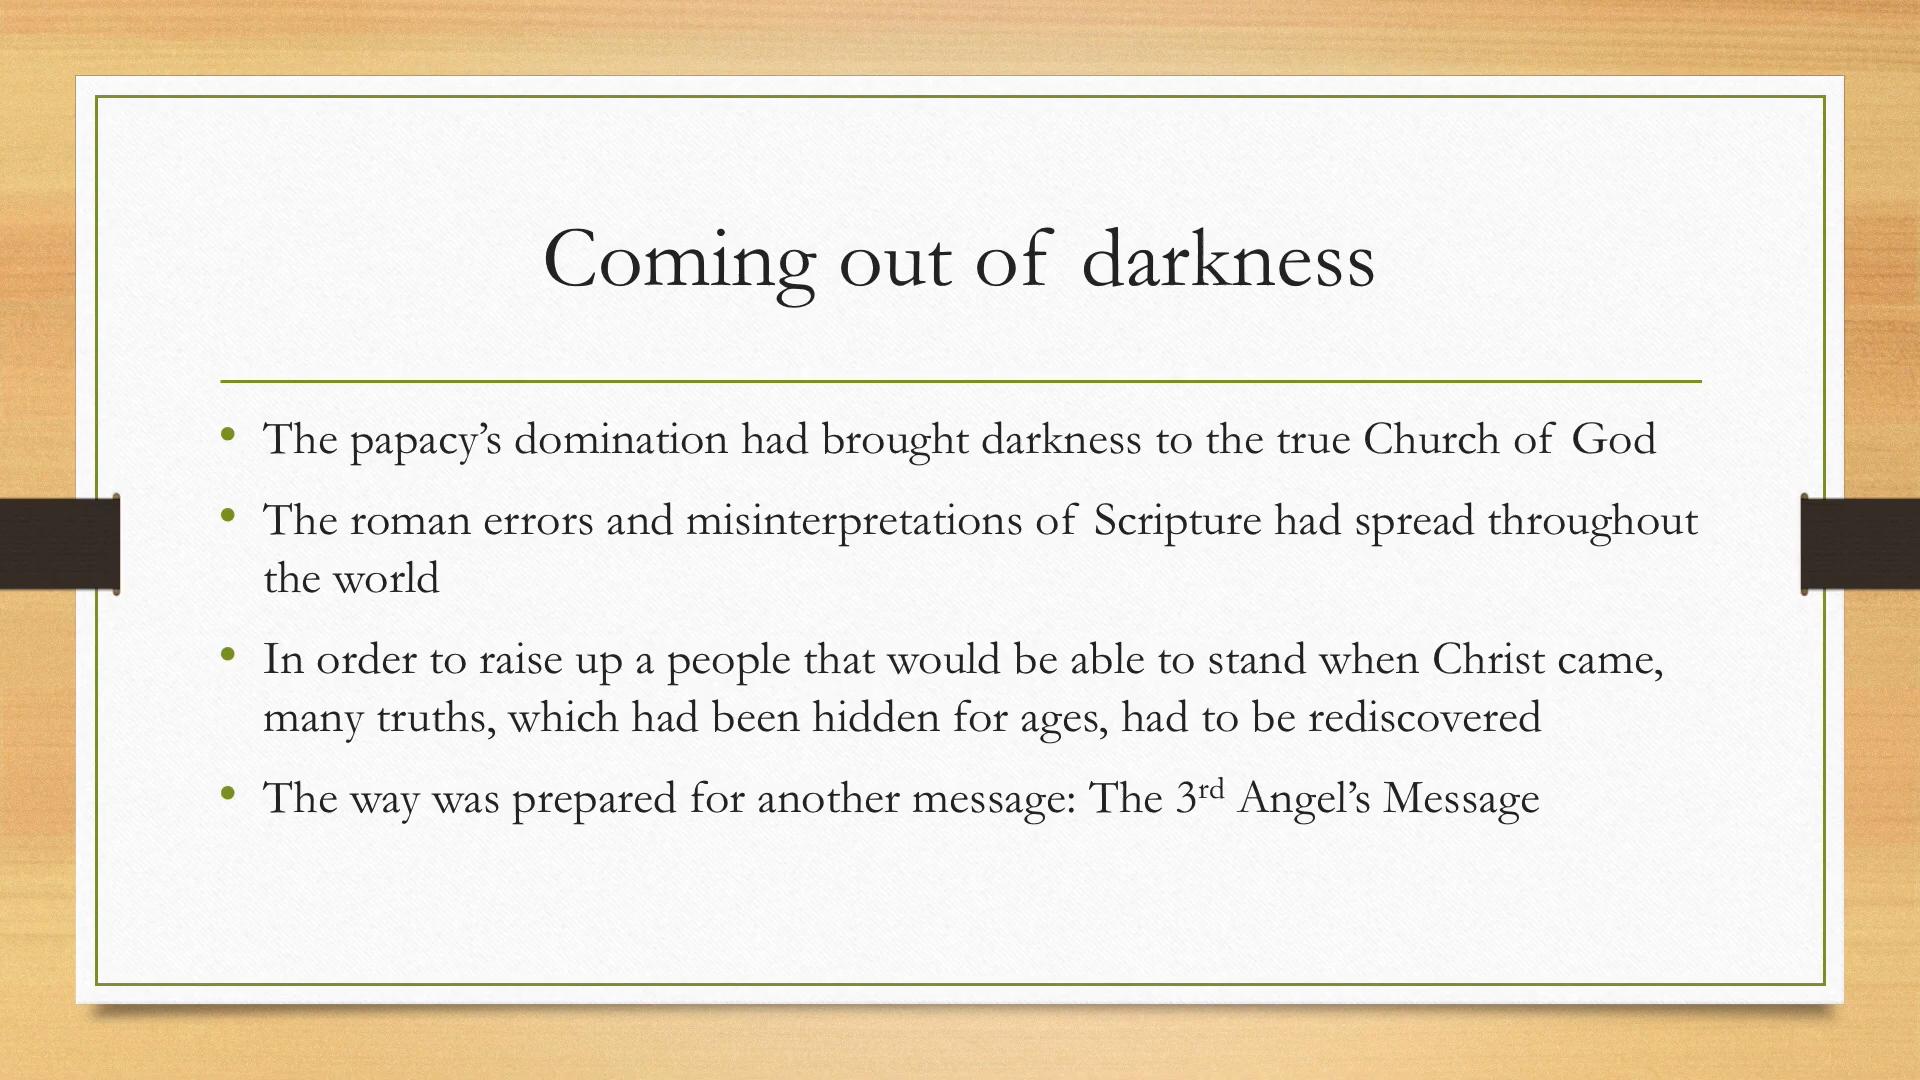 Coming out of darkness
• The papacy’s domination had brought darkness to the true Church of God
• The roman errors and misinterpretations of Scripture had spread throughout
the world
• In order to raise up a people that would be able to stand when Christ came,
many truths, which had been hidden for ages, had to be rediscovered
• The way was prepared for another message: The 3rd Angel’s Message